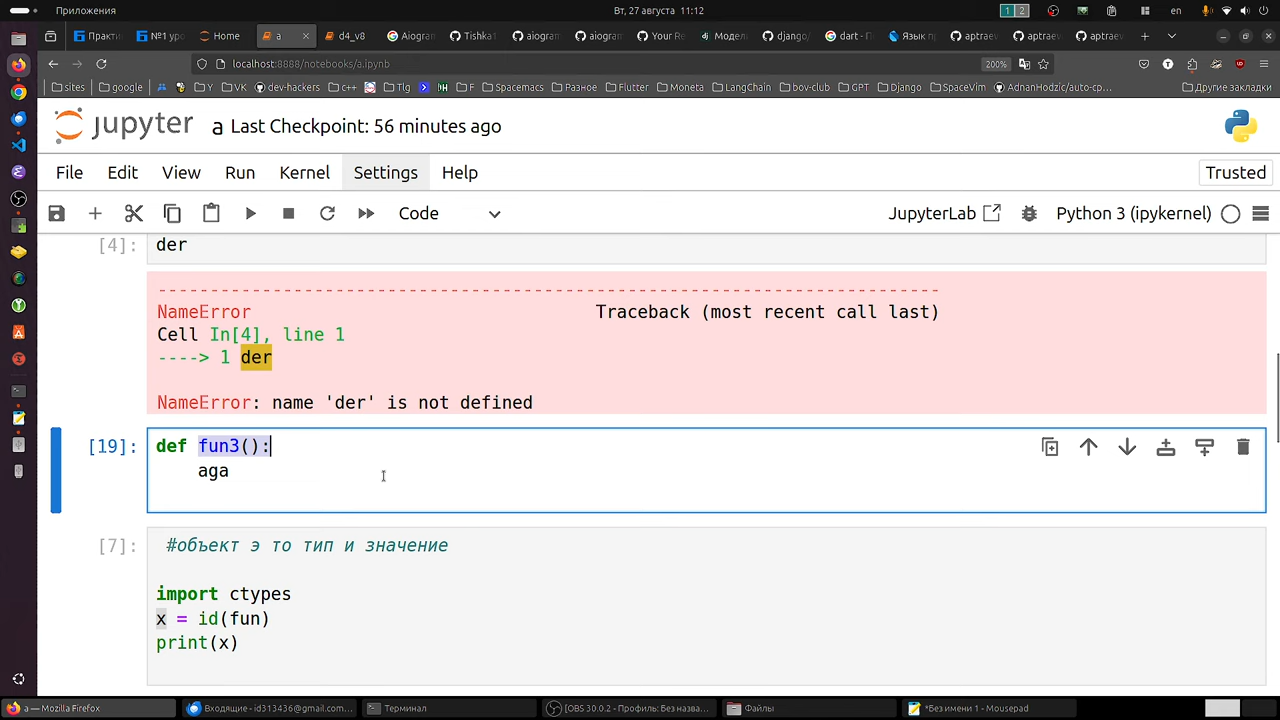 Приложения
Вт, 27 августа 11:12
1 2
en
Практи
№1 уро
Home
a
d4_v8
Aiogran
Tishka1
aiogran
aiogran
Your Re
Модел
django/
dart - П
Язык п
aptraev
aptraev
aptraev
localhost:8888/notebooks/a.ipynb
200%
sites
google
Y
VK
dev-hackers
c++
Tlg
H
F
Spacemacs
Разное
Flutter
Moneta
LangChain
bov-club
GPT
Django
SpaceVim
AdnanHodzic/auto-cp...
Другие закладки
jupyter a Last Checkpoint: 56 minutes ago
File Edit View Run Kernel Settings Help
Trusted
Code
JupyterLab
Python 3 (ipykernel)
[4]: der
---------------------------------------------------------------------------
NameError Traceback (most recent call last)
Cell In[4], line 1
----> 1 der
NameError: name 'der' is not defined
[19]: def fun3():
aga
[7]: #объект э то тип и значение
import ctypes
x = id(fun)
print(x)
a — Mozilla Firefox
Входящие - id313436@gmail.com...
Терминал
[OBS 30.0.2 - Профиль: Без назва...
Файлы
*Без имени 1 - Mousepad